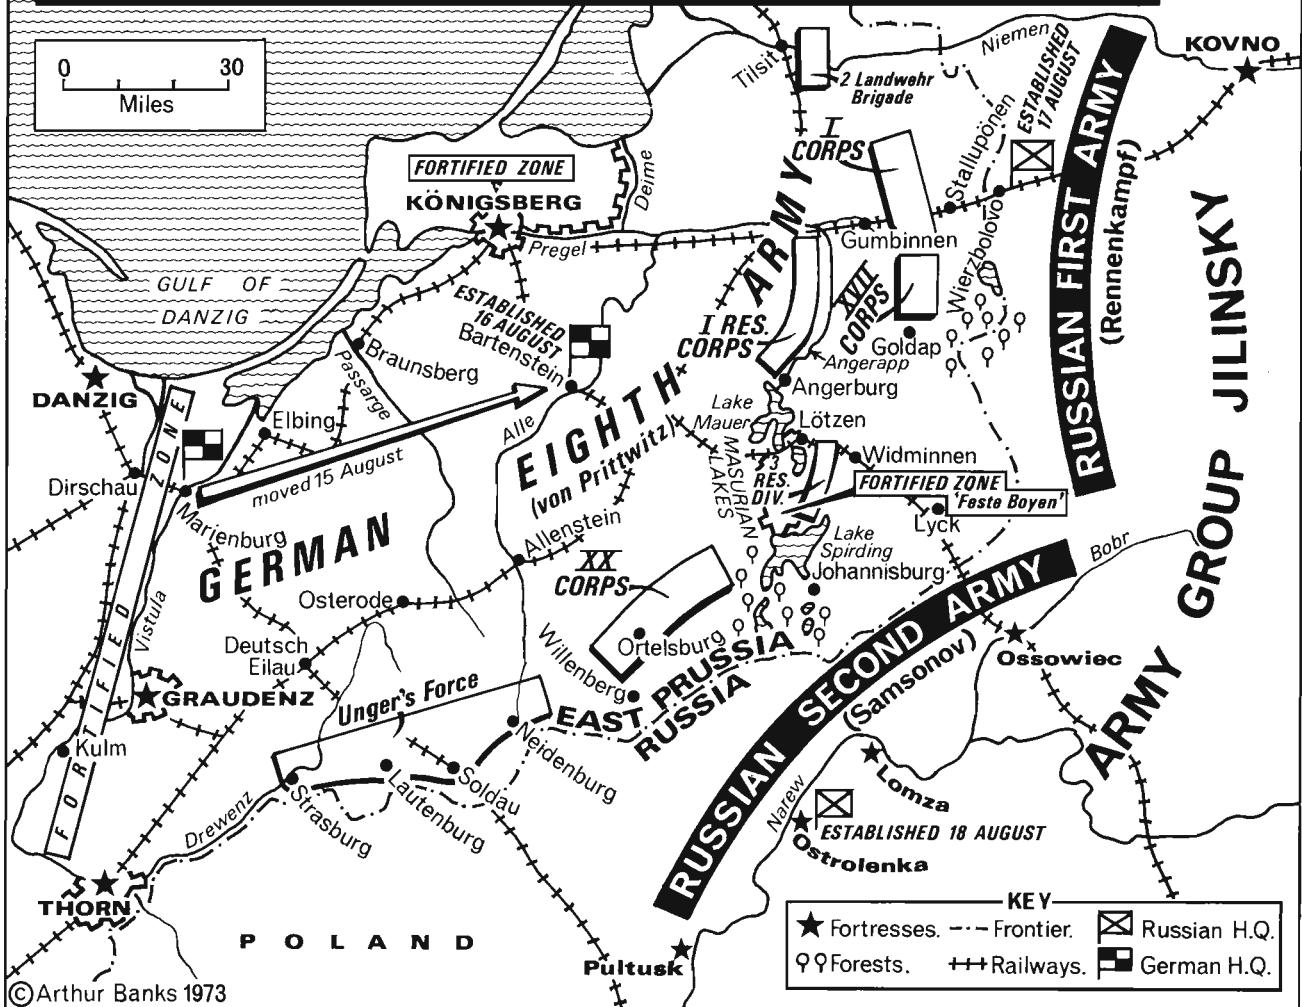 0 30
Miles
Niemen
KOVNO
Tilsit
2 Landwehr
Brigade
ESTABLISHED
17 AUGUST
I
CORPS
Stallupönen
FORTIFIED ZONE
KÖNIGSBERG
Deime
Pregel
Gumbinnen
Wierzbolovo
RUSSIAN FIRST ARMY
(Rennenkampf)
ARMY GROUP JILINSKY
GULF OF
DANZIG
ESTABLISHED
16 AUGUST
Bartenstein
I RES.
CORPS
XVII
CORPS
Goldap
Angerapp
Angerburg
Braunsberg
Passarge
DANZIG
Elbing
Alle
Lake
Mauer
Lötzen
MASURIAN
LAKES
Widminnen
3
RES.
DIV.
FORTIFIED ZONE
'Feste Boyen'
Lyck
Dirschau
moved 15 August
Marienburg
GERMAN EIGHTH ARMY
(von Prittwitz)
Allenstein
Lake
Spirding
Johannisburg
Bobr
XX
CORPS
Osterode
Vistula
FORTIFIED ZONE
Deutsch
Eilau
Ortelsburg
Willenberg
RUSSIAN SECOND ARMY
(Samsonov)
Ossowiec
GRAUDENZ
Unger's Force
EAST PRUSSIA
RUSSIA
Kulm
Neidenburg
Soldau
Lautenburg
Strasburg
Drewenz
Lomza
Narew
ESTABLISHED 18 AUGUST
Ostrolenka
THORN
POLAND
Pultusk
KEY
Fortresses. Frontier. Russian H.Q.
Forests. Railways. German H.Q.
© Arthur Banks 1973